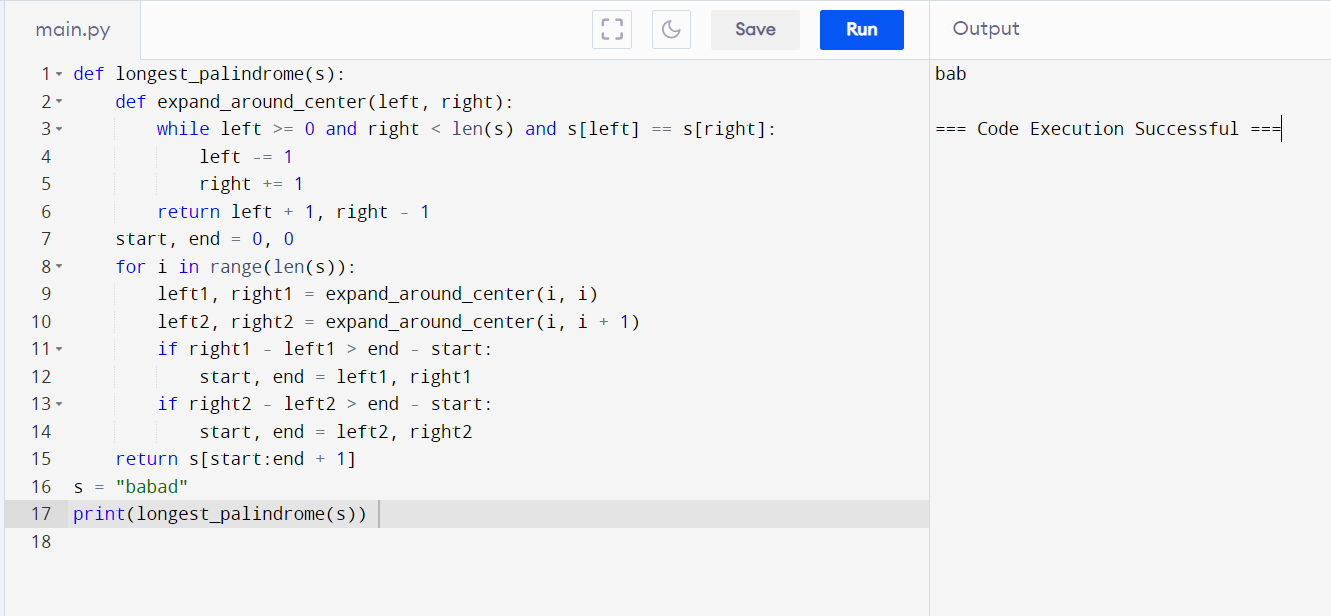 main.py
Save
Run
Output
1 def longest_palindrome(s):
2     def expand_around_center(left, right):
3         while left >= 0 and right < len(s) and s[left] == s[right]:
4             left -= 1
5             right += 1
6         return left + 1, right - 1
7     start, end = 0, 0
8     for i in range(len(s)):
9         left1, right1 = expand_around_center(i, i)
10         left2, right2 = expand_around_center(i, i + 1)
11         if right1 - left1 > end - start:
12             start, end = left1, right1
13         if right2 - left2 > end - start:
14             start, end = left2, right2
15     return s[start:end + 1]
16 s = "babad"
17 print(longest_palindrome(s))
18
bab
=== Code Execution Successful ===